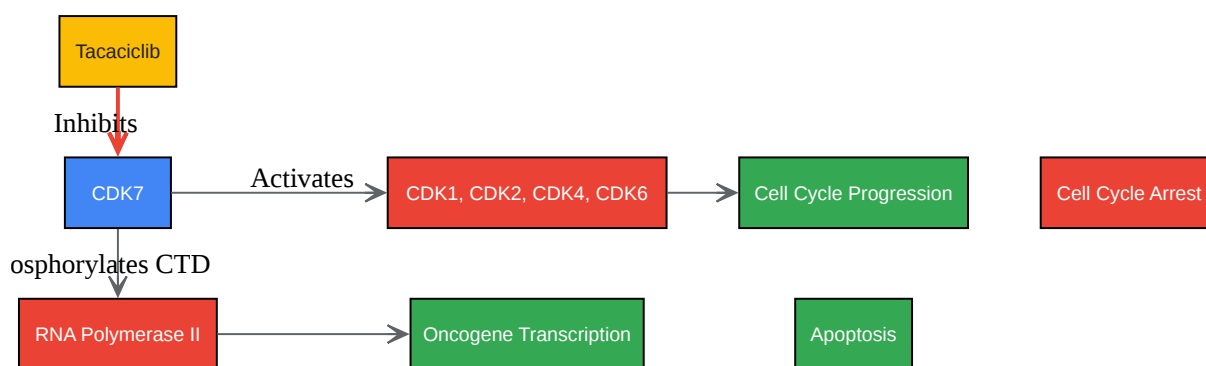 Tacaciclib
Inhibits
CDK7
Activates
CDK1, CDK2, CDK4, CDK6
Cell Cycle Progression
Cell Cycle Arrest
osphorylates CTD
RNA Polymerase II
Oncogene Transcription
Apoptosis